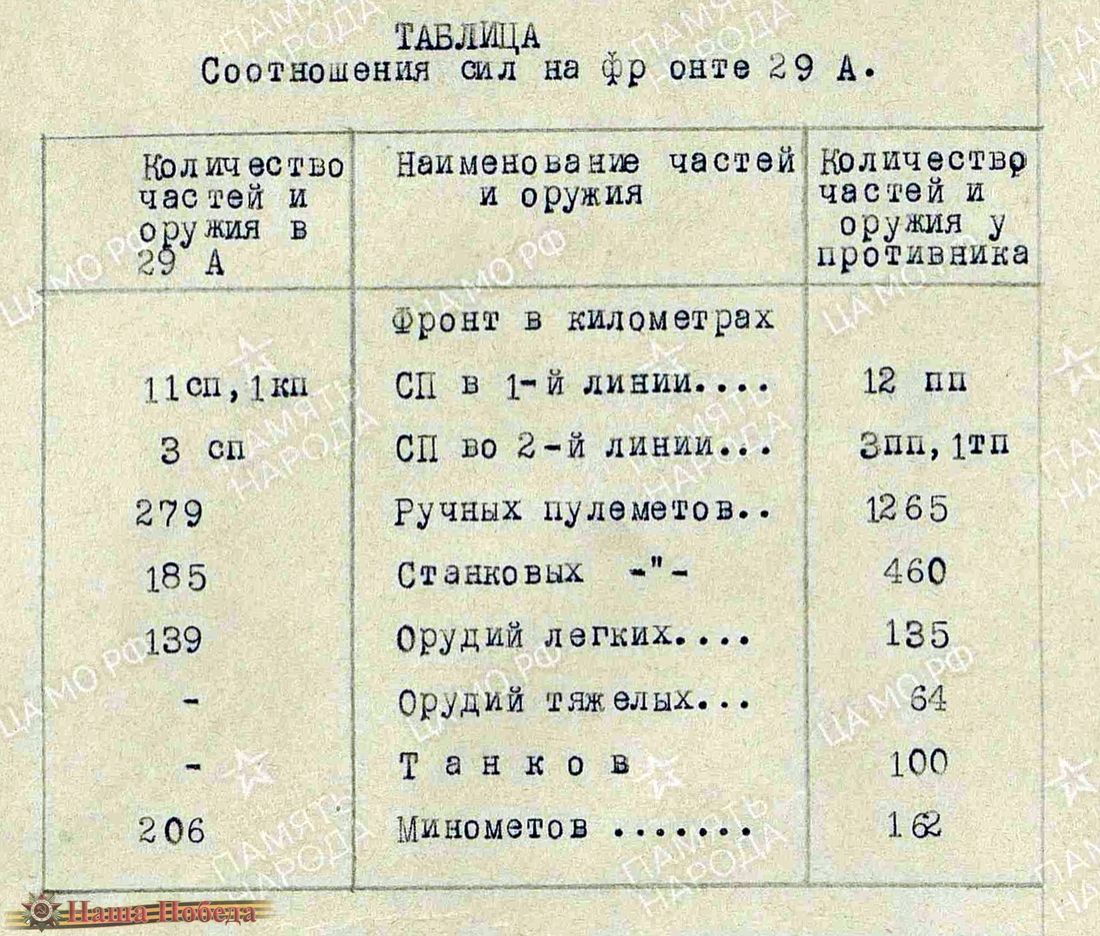 ТАБЛИЦА
Соотношения сил на фр онте 29 А.
Количество частей и оружия в 29 А | Наименование частей и оружия | Количество частей и оружия у противника
Фронт в километрах
11сп,1кп СП в 1-й линии.... 12 пп
3 сп СП во 2-й линии... 3пп,1тп
279 Ручных пулеметов.. 1265
185 Станковых -"- 460
139 Орудий легких.... 135
- Орудий тяжелых... 64
- Т а н к о в 100
206 Минометов ....... 162
Наша Победа
ПАМЯТЬ
НАРОДА
ЦА МО РФ